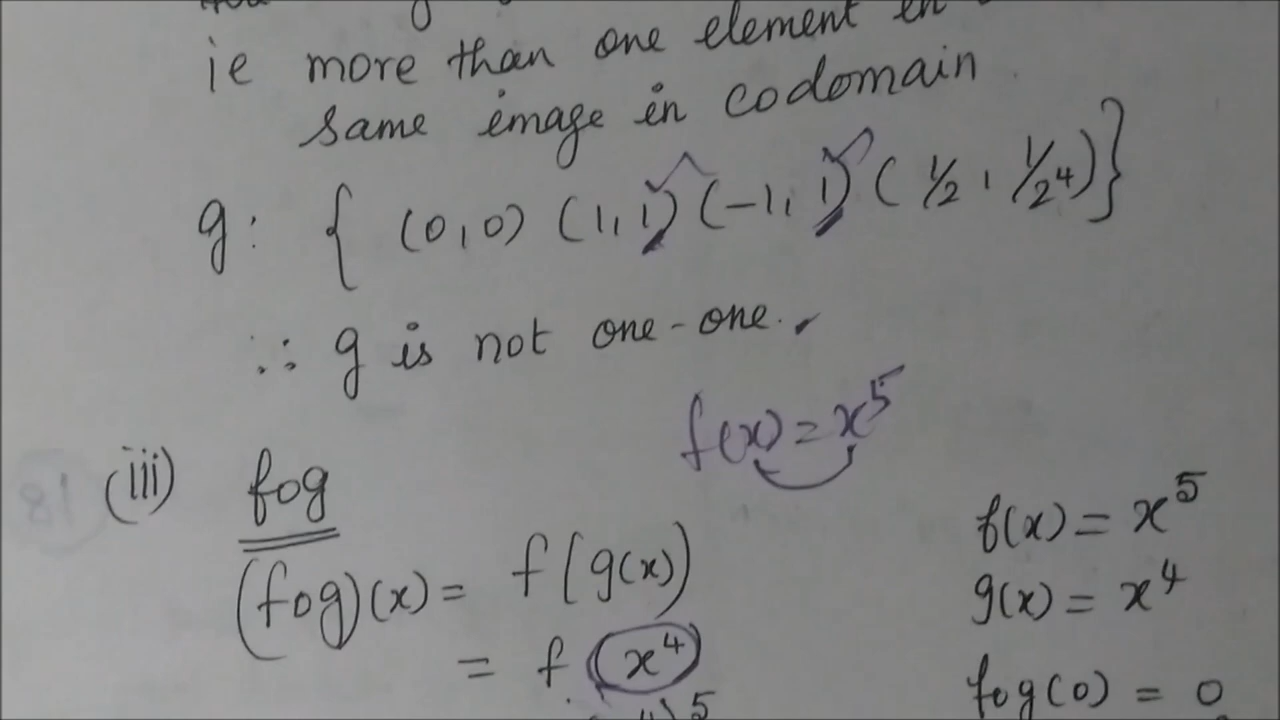 ie more than one element in
same image in codomain
g: { (0,0) (1,1) (-1, 1) (1/2, 1/2⁴)}
∴ g is not one-one.
f(x) = x⁵
(iii) fog
f(x) = x⁵
(fog)(x) = f(g(x))
g(x) = x⁴
= f(x⁴)
fog(0) = 0